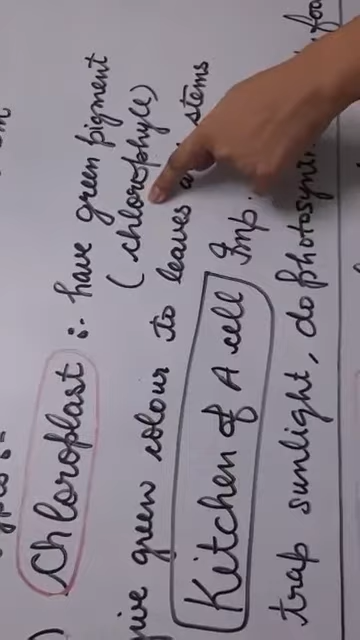 Chloroplast :- have green pigment
(chlorophyll)
give green colour to leaves and stems
Kitchen of A cell Imp.
trap sunlight, do photosyn